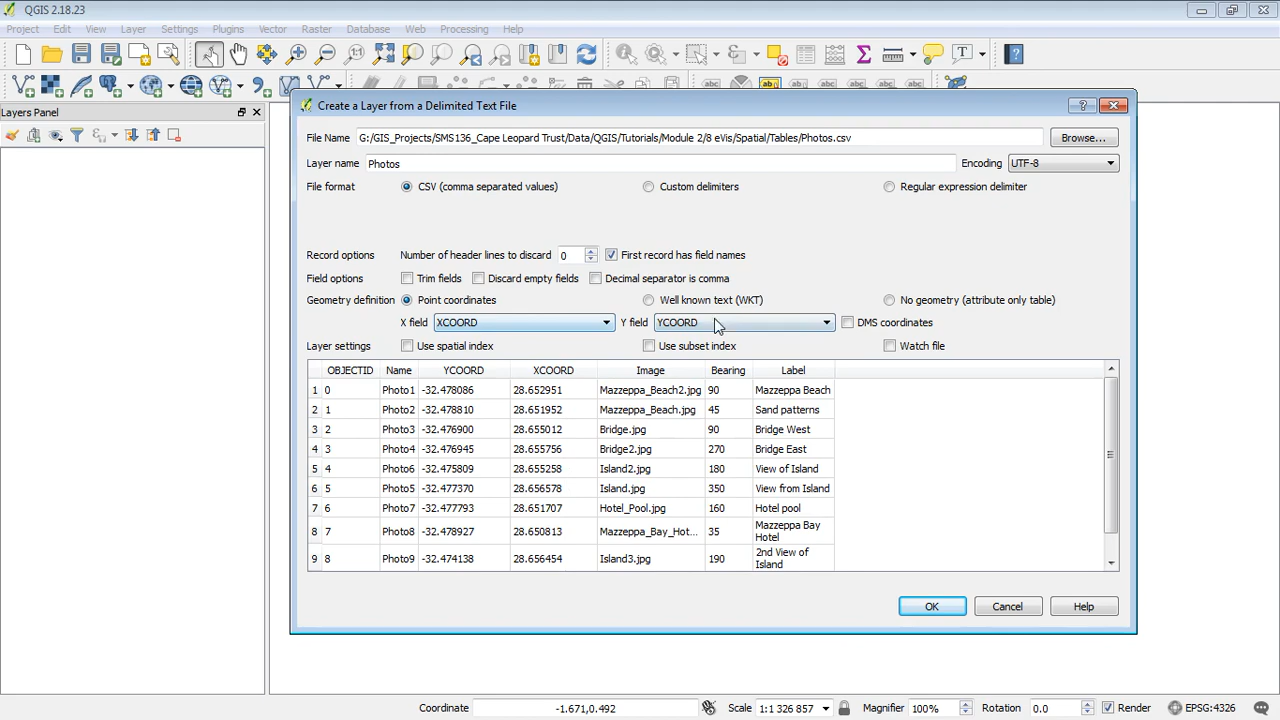 QGIS 2.18.23
Project Edit View Layer Settings Plugins Vector Raster Database Web Processing Help
Layers Panel
Create a Layer from a Delimited Text File
File Name G:/GIS_Projects/SMS136_Cape Leopard Trust/Data/QGIS/Tutorials/Module 2/8 eVis/Spatial/Tables/Photos.csv Browse...
Layer name Photos Encoding UTF-8
File format CSV (comma separated values) Custom delimiters Regular expression delimiter
Record options Number of header lines to discard 0 First record has field names
Field options Trim fields Discard empty fields Decimal separator is comma
Geometry definition Point coordinates Well known text (WKT) No geometry (attribute only table)
X field XCOORD Y field YCOORD DMS coordinates
Layer settings Use spatial index Use subset index Watch file
OBJECTID Name YCOORD XCOORD Image Bearing Label
1 0 Photo1 -32.478086 28.652951 Mazzeppa_Beach2.jpg 90 Mazzepa Beach
2 1 Photo2 -32.478810 28.651952 Mazzeppa_Beach.jpg 45 Sand patterns
3 2 Photo3 -32.476900 28.655012 Bridge.jpg 90 Bridge West
4 3 Photo4 -32.476945 28.655756 Bridge2.jpg 270 Bridge East
5 4 Photo6 -32.475809 28.655258 Island2.jpg 180 View of Island
6 5 Photo5 -32.477370 28.656578 Island.jpg 350 View from Island
7 6 Photo7 -32.477793 28.651707 Hotel_Pool.jpg 160 Hotel pool
8 7 Photo8 -32.478927 28.650813 Mazzeppa_Bay_Hot... 35 Mazzeppa Bay
Hotel
9 8 Photo9 -32.474138 28.656454 Island3.jpg 190 2nd View of
Island
OK Cancel Help
Coordinate -1.671,0.492 Scale 1:1 326 857 Magnifier 100% Rotation 0.0 Render EPSG:4326